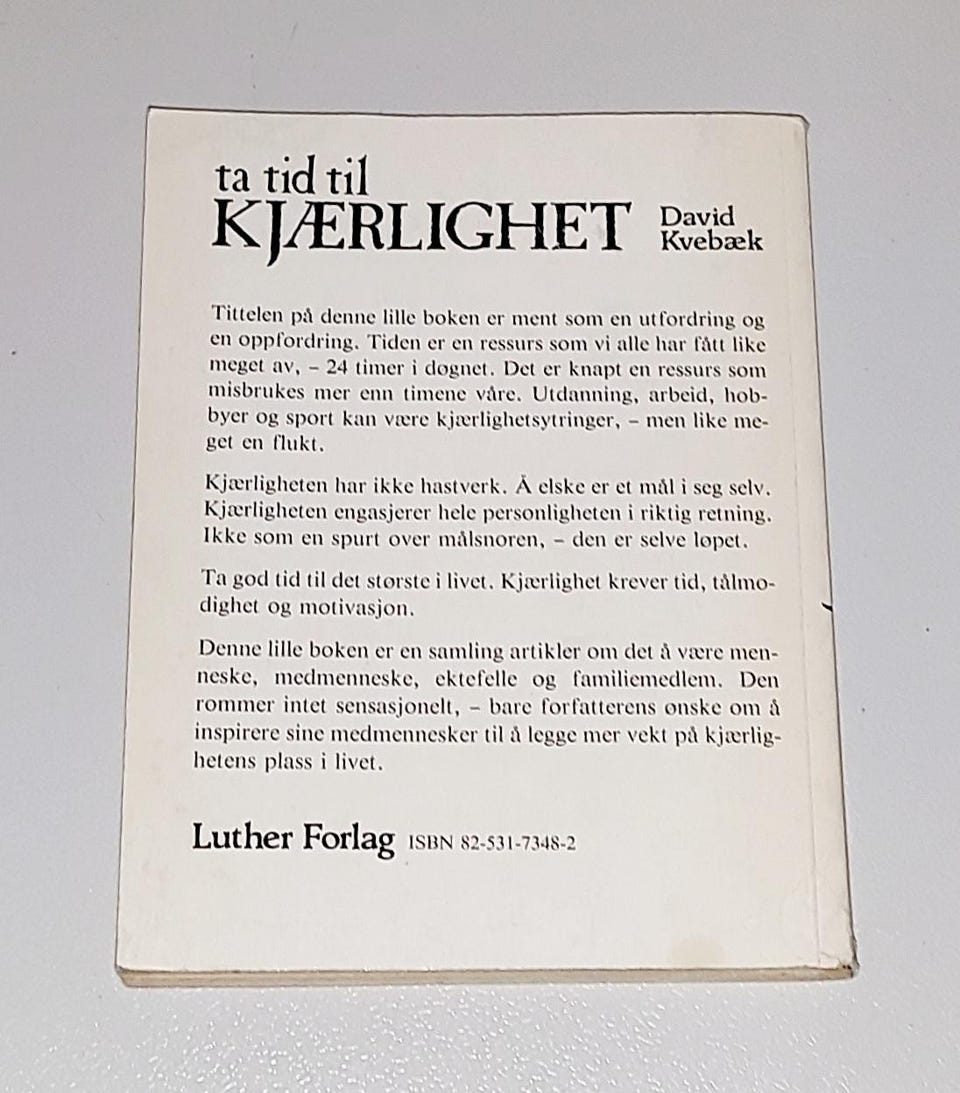 ta tid til
KJÆRLIGHET
David
Kvebæk
Tittelen på denne lille boken er ment som en utfordring og
en oppfordring. Tiden er en ressurs som vi alle har fått like
meget av, – 24 timer i døgnet. Det er knapt en ressurs som
misbrukes mer enn timene våre. Utdanning, arbeid, hob-
byer og sport kan være kjærlighetsytringer, – men like me-
get en flukt.
Kjærligheten har ikke hastverk. Å elske er et mål i seg selv.
Kjærligheten engasjerer hele personligheten i riktig retning.
Ikke som en spurt over målsnoren, – den er selve løpet.
Ta god tid til det største i livet. Kjærlighet krever tid, tålmo-
dighet og motivasjon.
Denne lille boken er en samling artikler om det å være men-
neske, medmenneske, ektefelle og familiemedlem. Den
rommer intet sensasjonelt, – bare forfatterens ønske om å
inspirere sine medmennesker til å legge mer vekt på kjærlig-
hetens plass i livet.
Luther Forlag ISBN 82-531-7348-2